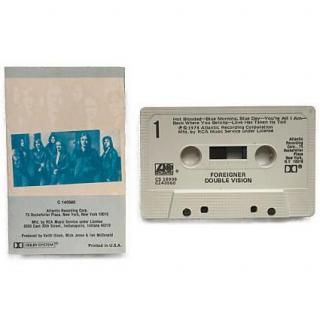 C 140560
Atlantic Recording Corp.
75 Rockefeller Plaza, New York, New York 10019
Mfd. by RCA Music Service under License
6550 East 30th Street, Indianapolis, Indiana 46219
Produced by Keith Olsen, Mick Jones & Ian McDonald
DOLBY SYSTEM
Printed in U.S.A.
Hot Blooded—Blue Morning, Blue Day—You're All I Am—
Back Where You Belong—Love Has Taken Its Toll
℗ © 1978 Atlantic Recording Corporation
Mfd. by RCA Music Service under License
1
ATLANTIC
FOREIGNER
DOUBLE VISION
CS 19999
C140560
Atlantic
Recording
Corp., 75
Rockefeller
Plaza,
N.Y.
N.Y. 10019